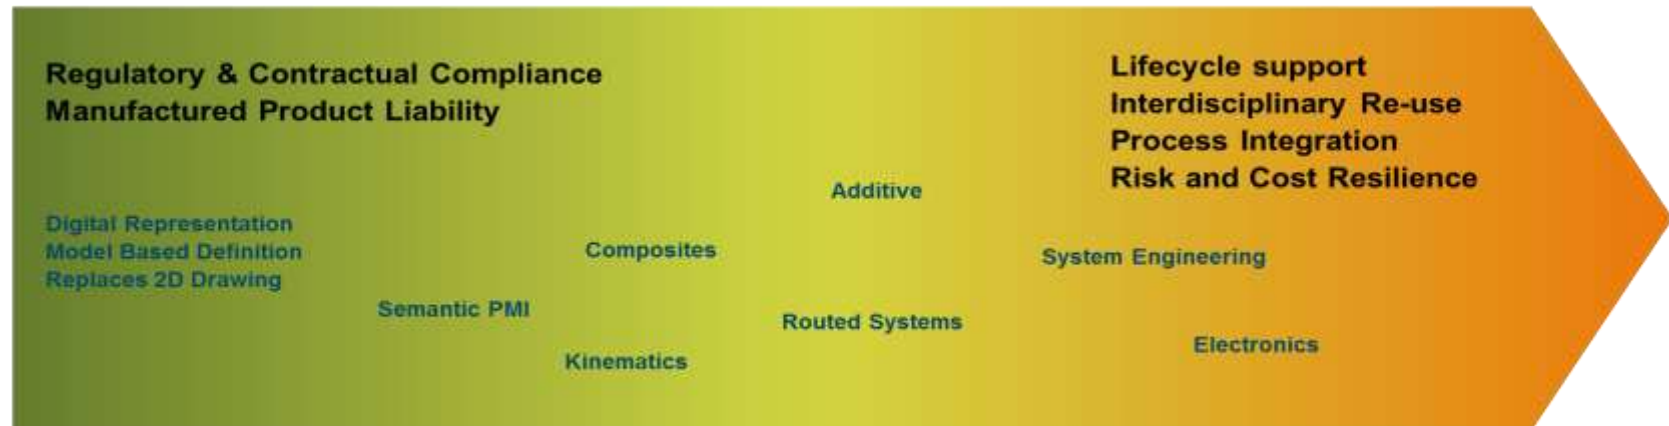 Regulatory & Contractual Compliance
Manufactured Product Liability
Lifecycle support
Interdisciplinary Re-use
Process Integration
Risk and Cost Resilience
Digital Representation
Model Based Definition
Replaces 2D Drawing
Semantic PMI
Composites
Kinematics
Additive
Routed Systems
System Engineering
Electronics